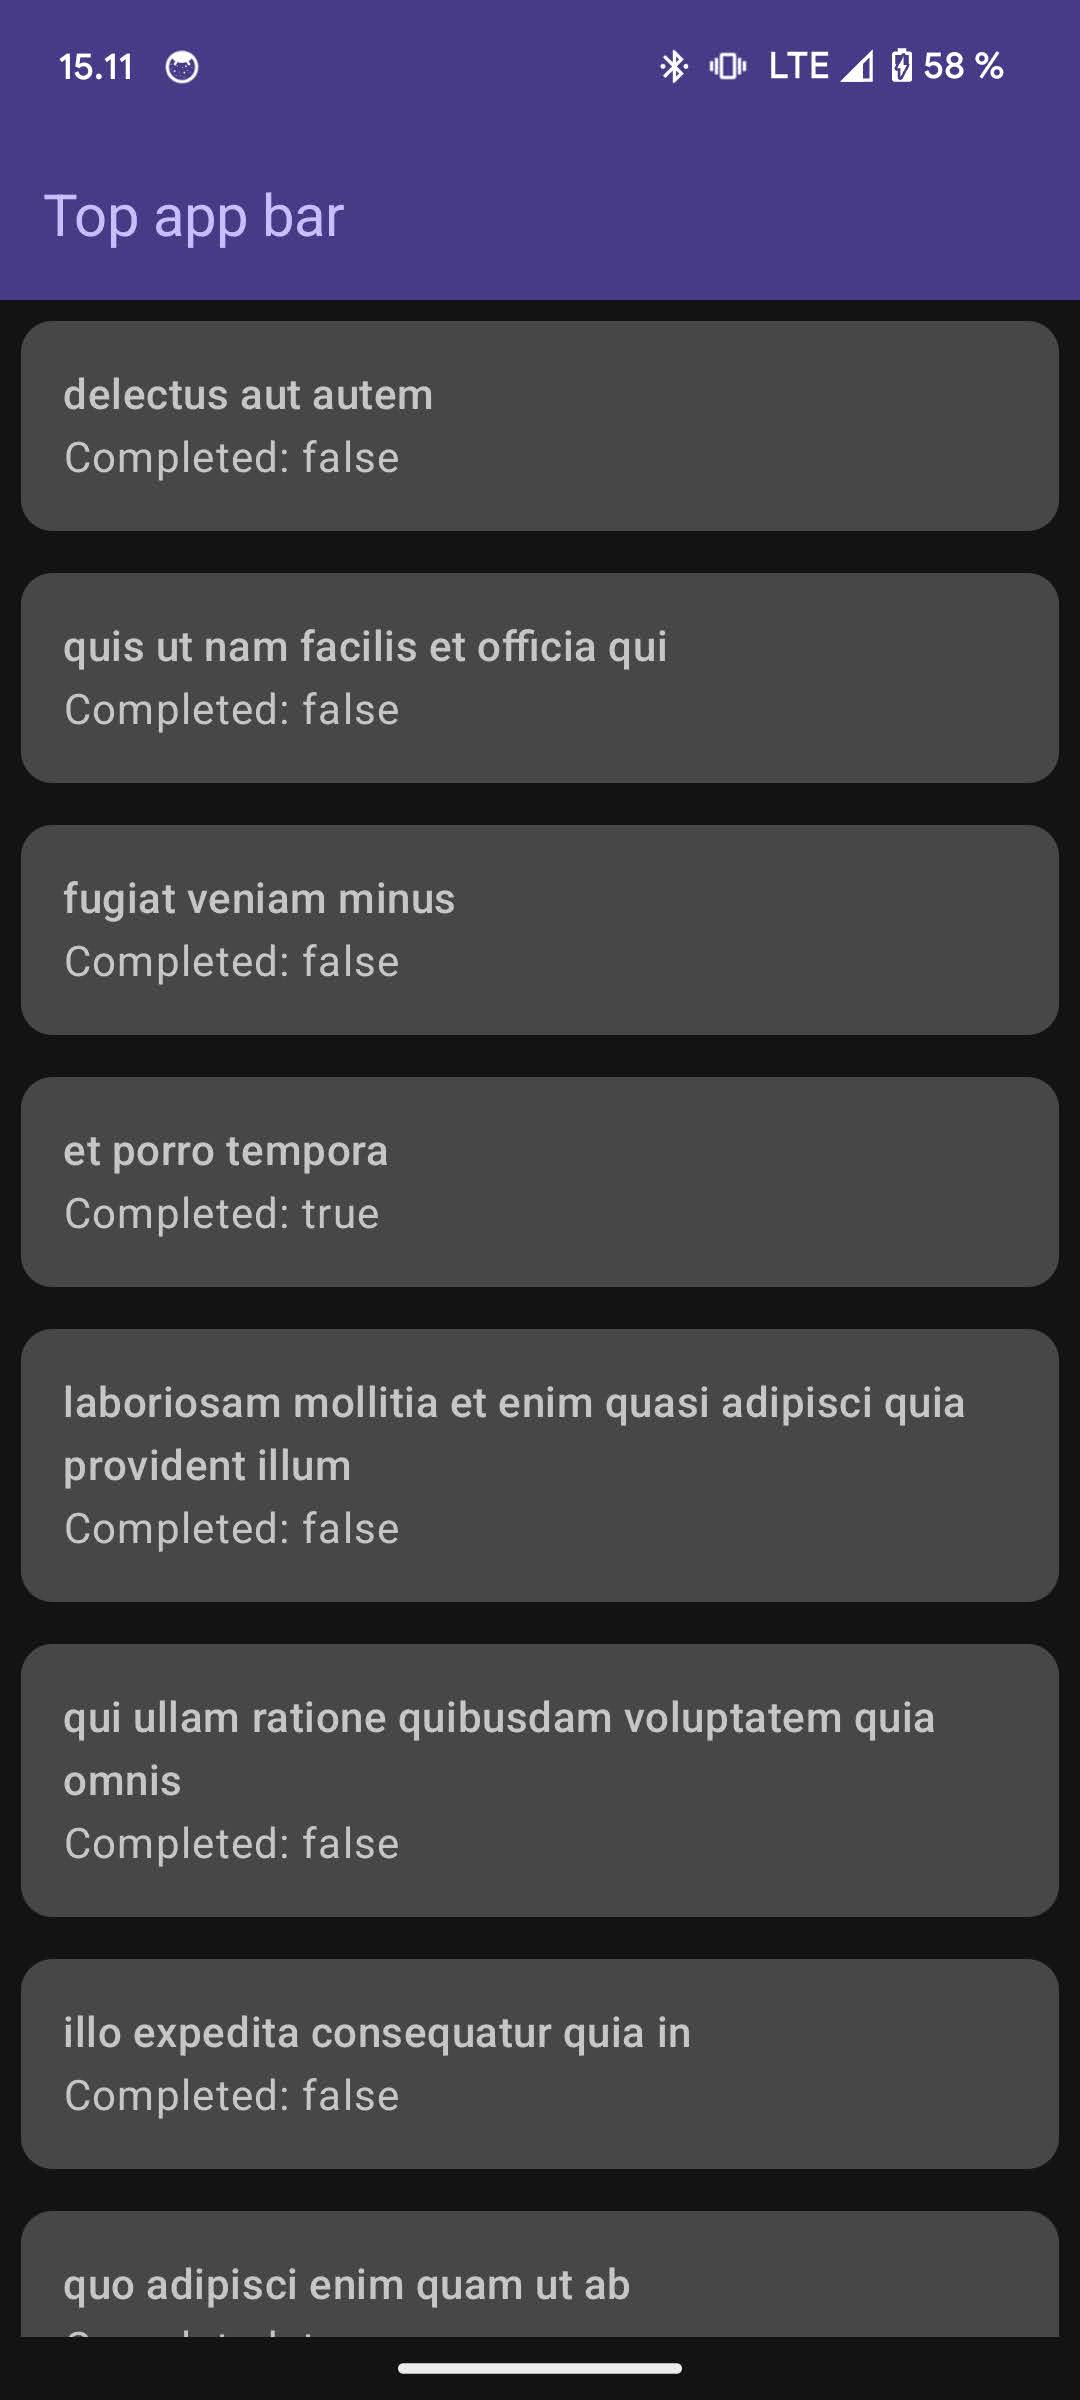 15.11 LTE 58 %
Top app bar
delectus aut autem
Completed: false
quis ut nam facilis et officia qui
Completed: false
fugiat veniam minus
Completed: false
et porro tempora
Completed: true
laboriosam mollitia et enim quasi adipisci quia
provident illum
Completed: false
qui ullam ratione quibusdam voluptatem quia
omnis
Completed: false
illo expedita consequatur quia in
Completed: false
quo adipisci enim quam ut ab